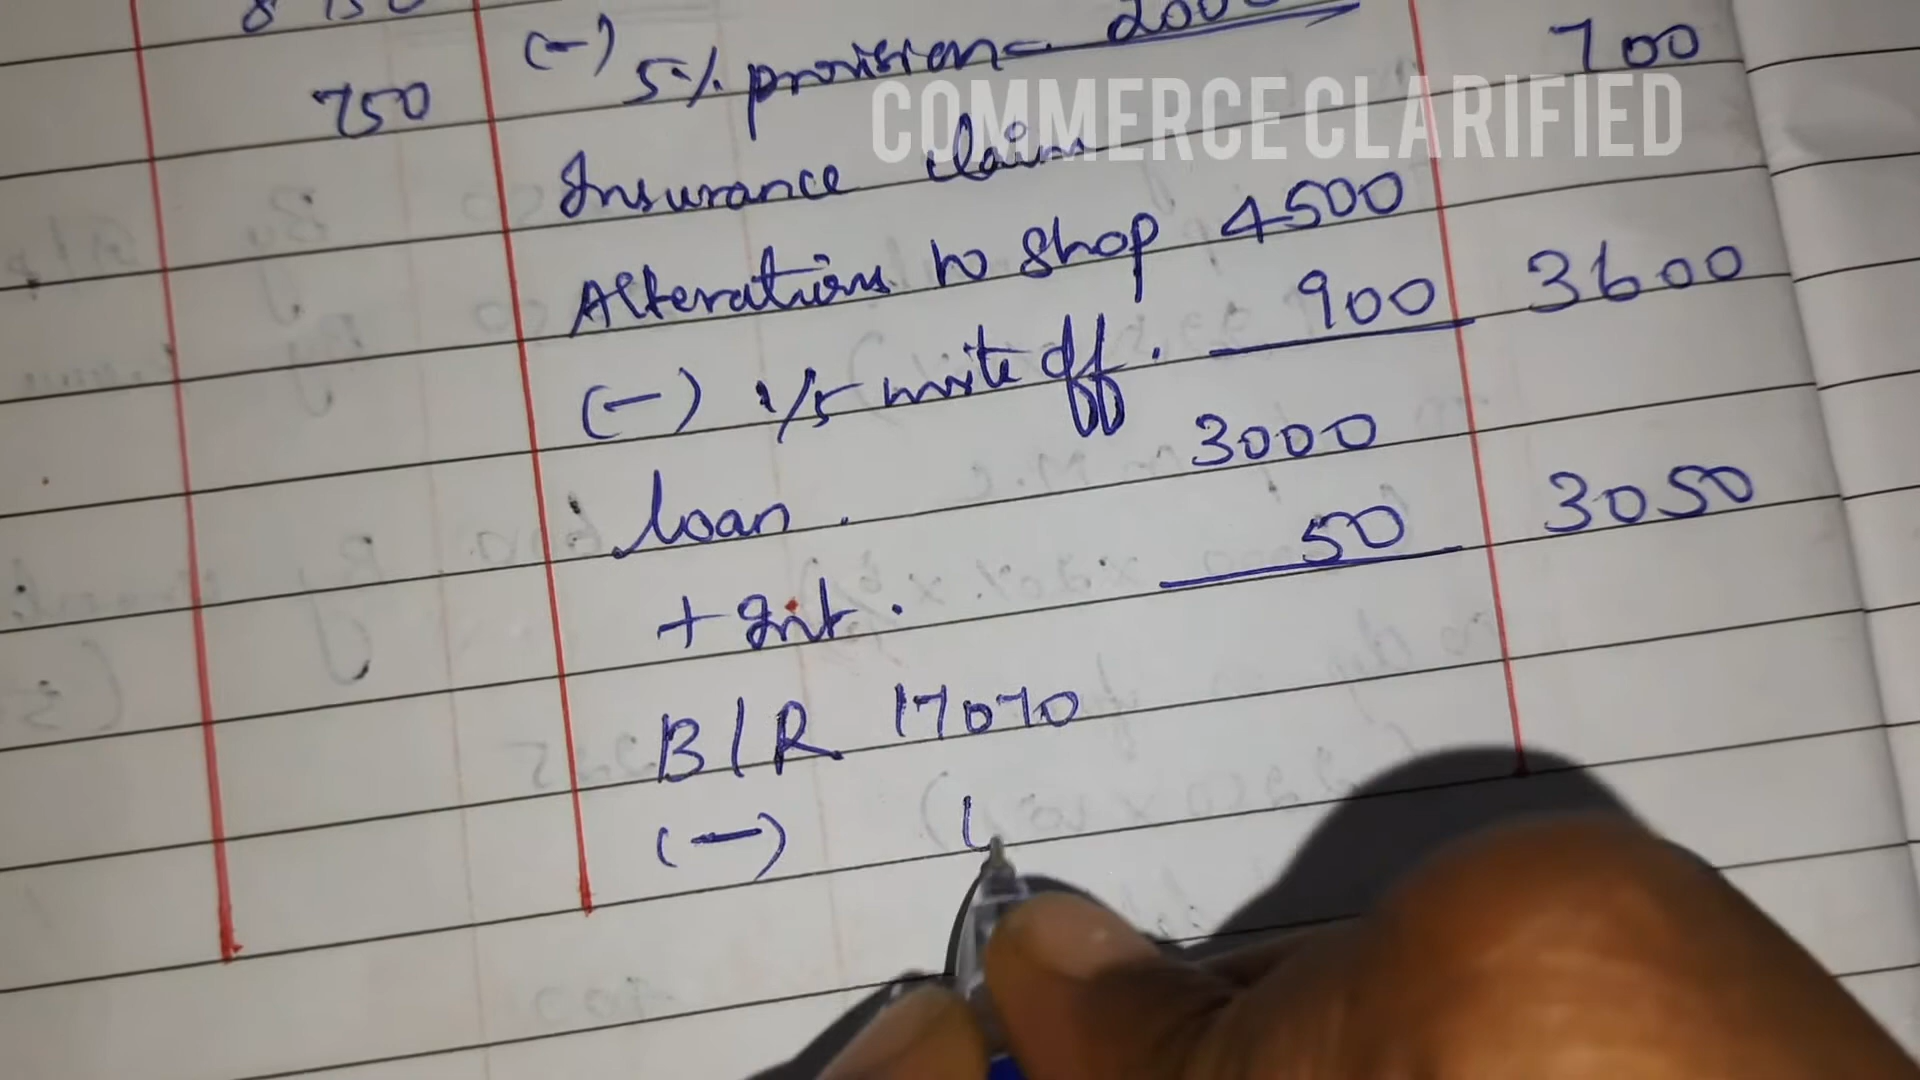 (-) 5% provision
750
700
COMMERCE CLARIFIED
Insurance claim
Alterations to shop 4500
(-) 1/5 write off. 900 3600
loan. 3000
+ Int. 50 3050
B/R 17070
(-)